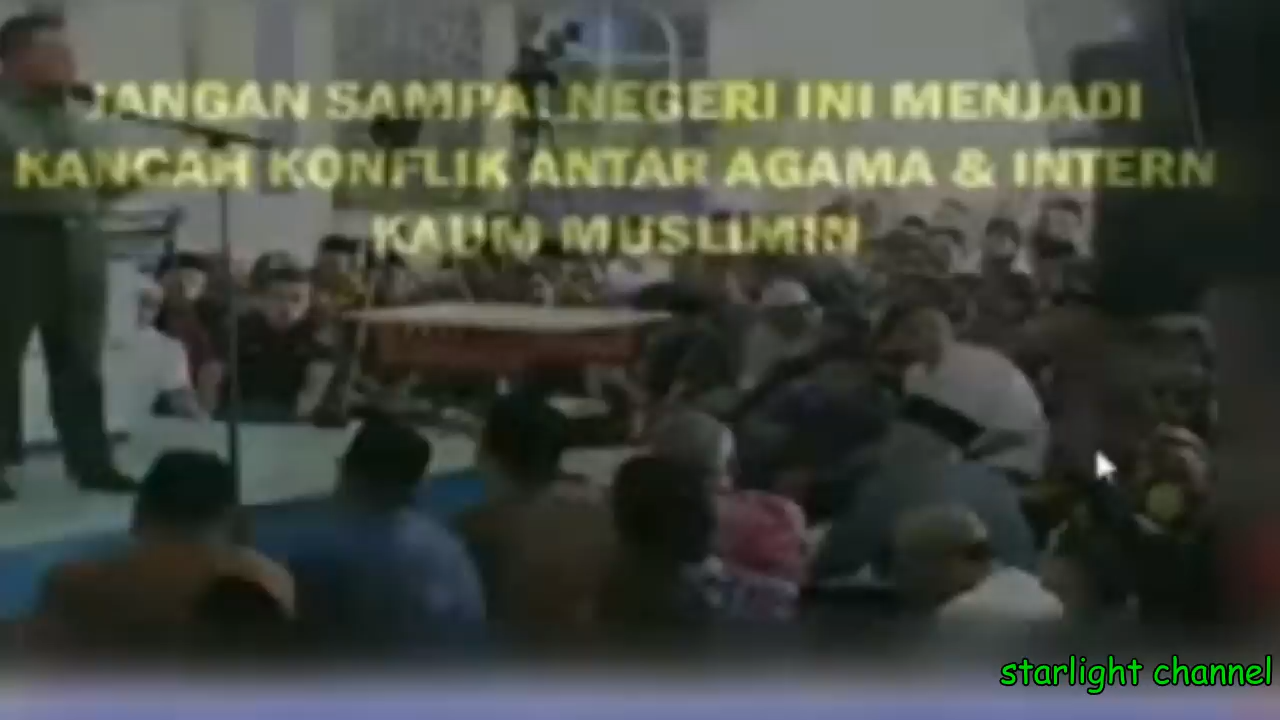 JANGAN SAMPAI NEGERI INI MENJADI
KANCAH KONFLIK ANTAR AGAMA & INTERN
KAUM MUSLIMIN
starlight channel